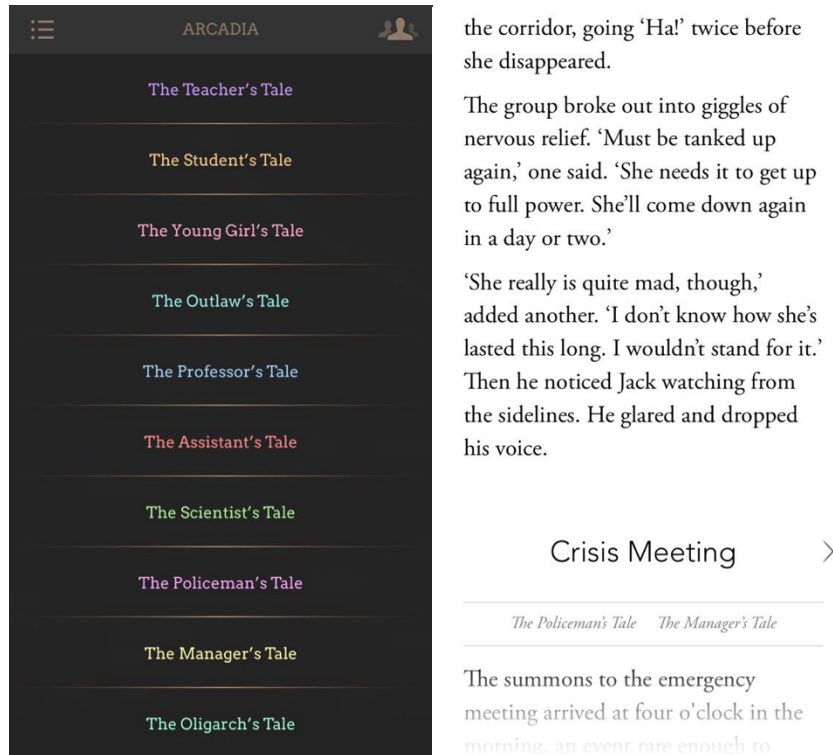 ARCADIA
The Teacher’s Tale
The Student’s Tale
The Young Girl’s Tale
The Outlaw’s Tale
The Professor’s Tale
The Assistant’s Tale
The Scientist’s Tale
The Policeman’s Tale
The Manager’s Tale
The Oligarch’s Tale
the corridor, going ‘Ha!’ twice before
she disappeared.
The group broke out into giggles of
nervous relief. ‘Must be tanked up
again,’ one said. ‘She needs it to get up
to full power. She’ll come down again
in a day or two.’
‘She really is quite mad, though,’
added another. ‘I don’t know how she’s
lasted this long. I wouldn’t stand for it.’
Then he noticed Jack watching from
the sidelines. He glared and dropped
his voice.
Crisis Meeting
The Policeman’s Tale The Manager’s Tale
The summons to the emergency
meeting arrived at four o'clock in the
morning, an event rare enough to